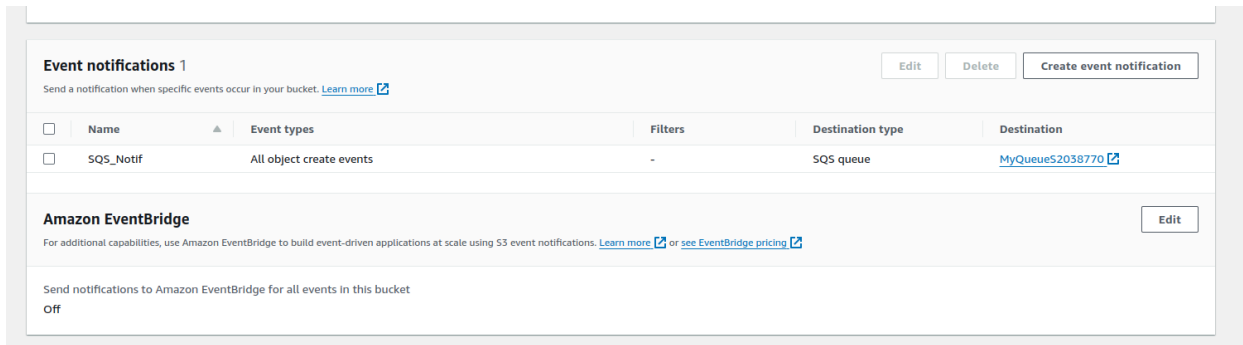 Event notifications 1
Edit
Delete
Create event notification
Send a notification when specific events occur in your bucket. Learn more
Name Event types Filters Destination type Destination
SQS_Notif All object create events - SQS queue MyQueueS2038770
Amazon EventBridge
Edit
For additional capabilities, use Amazon EventBridge to build event-driven applications at scale using S3 event notifications. Learn more or see EventBridge pricing
Send notifications to Amazon EventBridge for all events in this bucket
Off